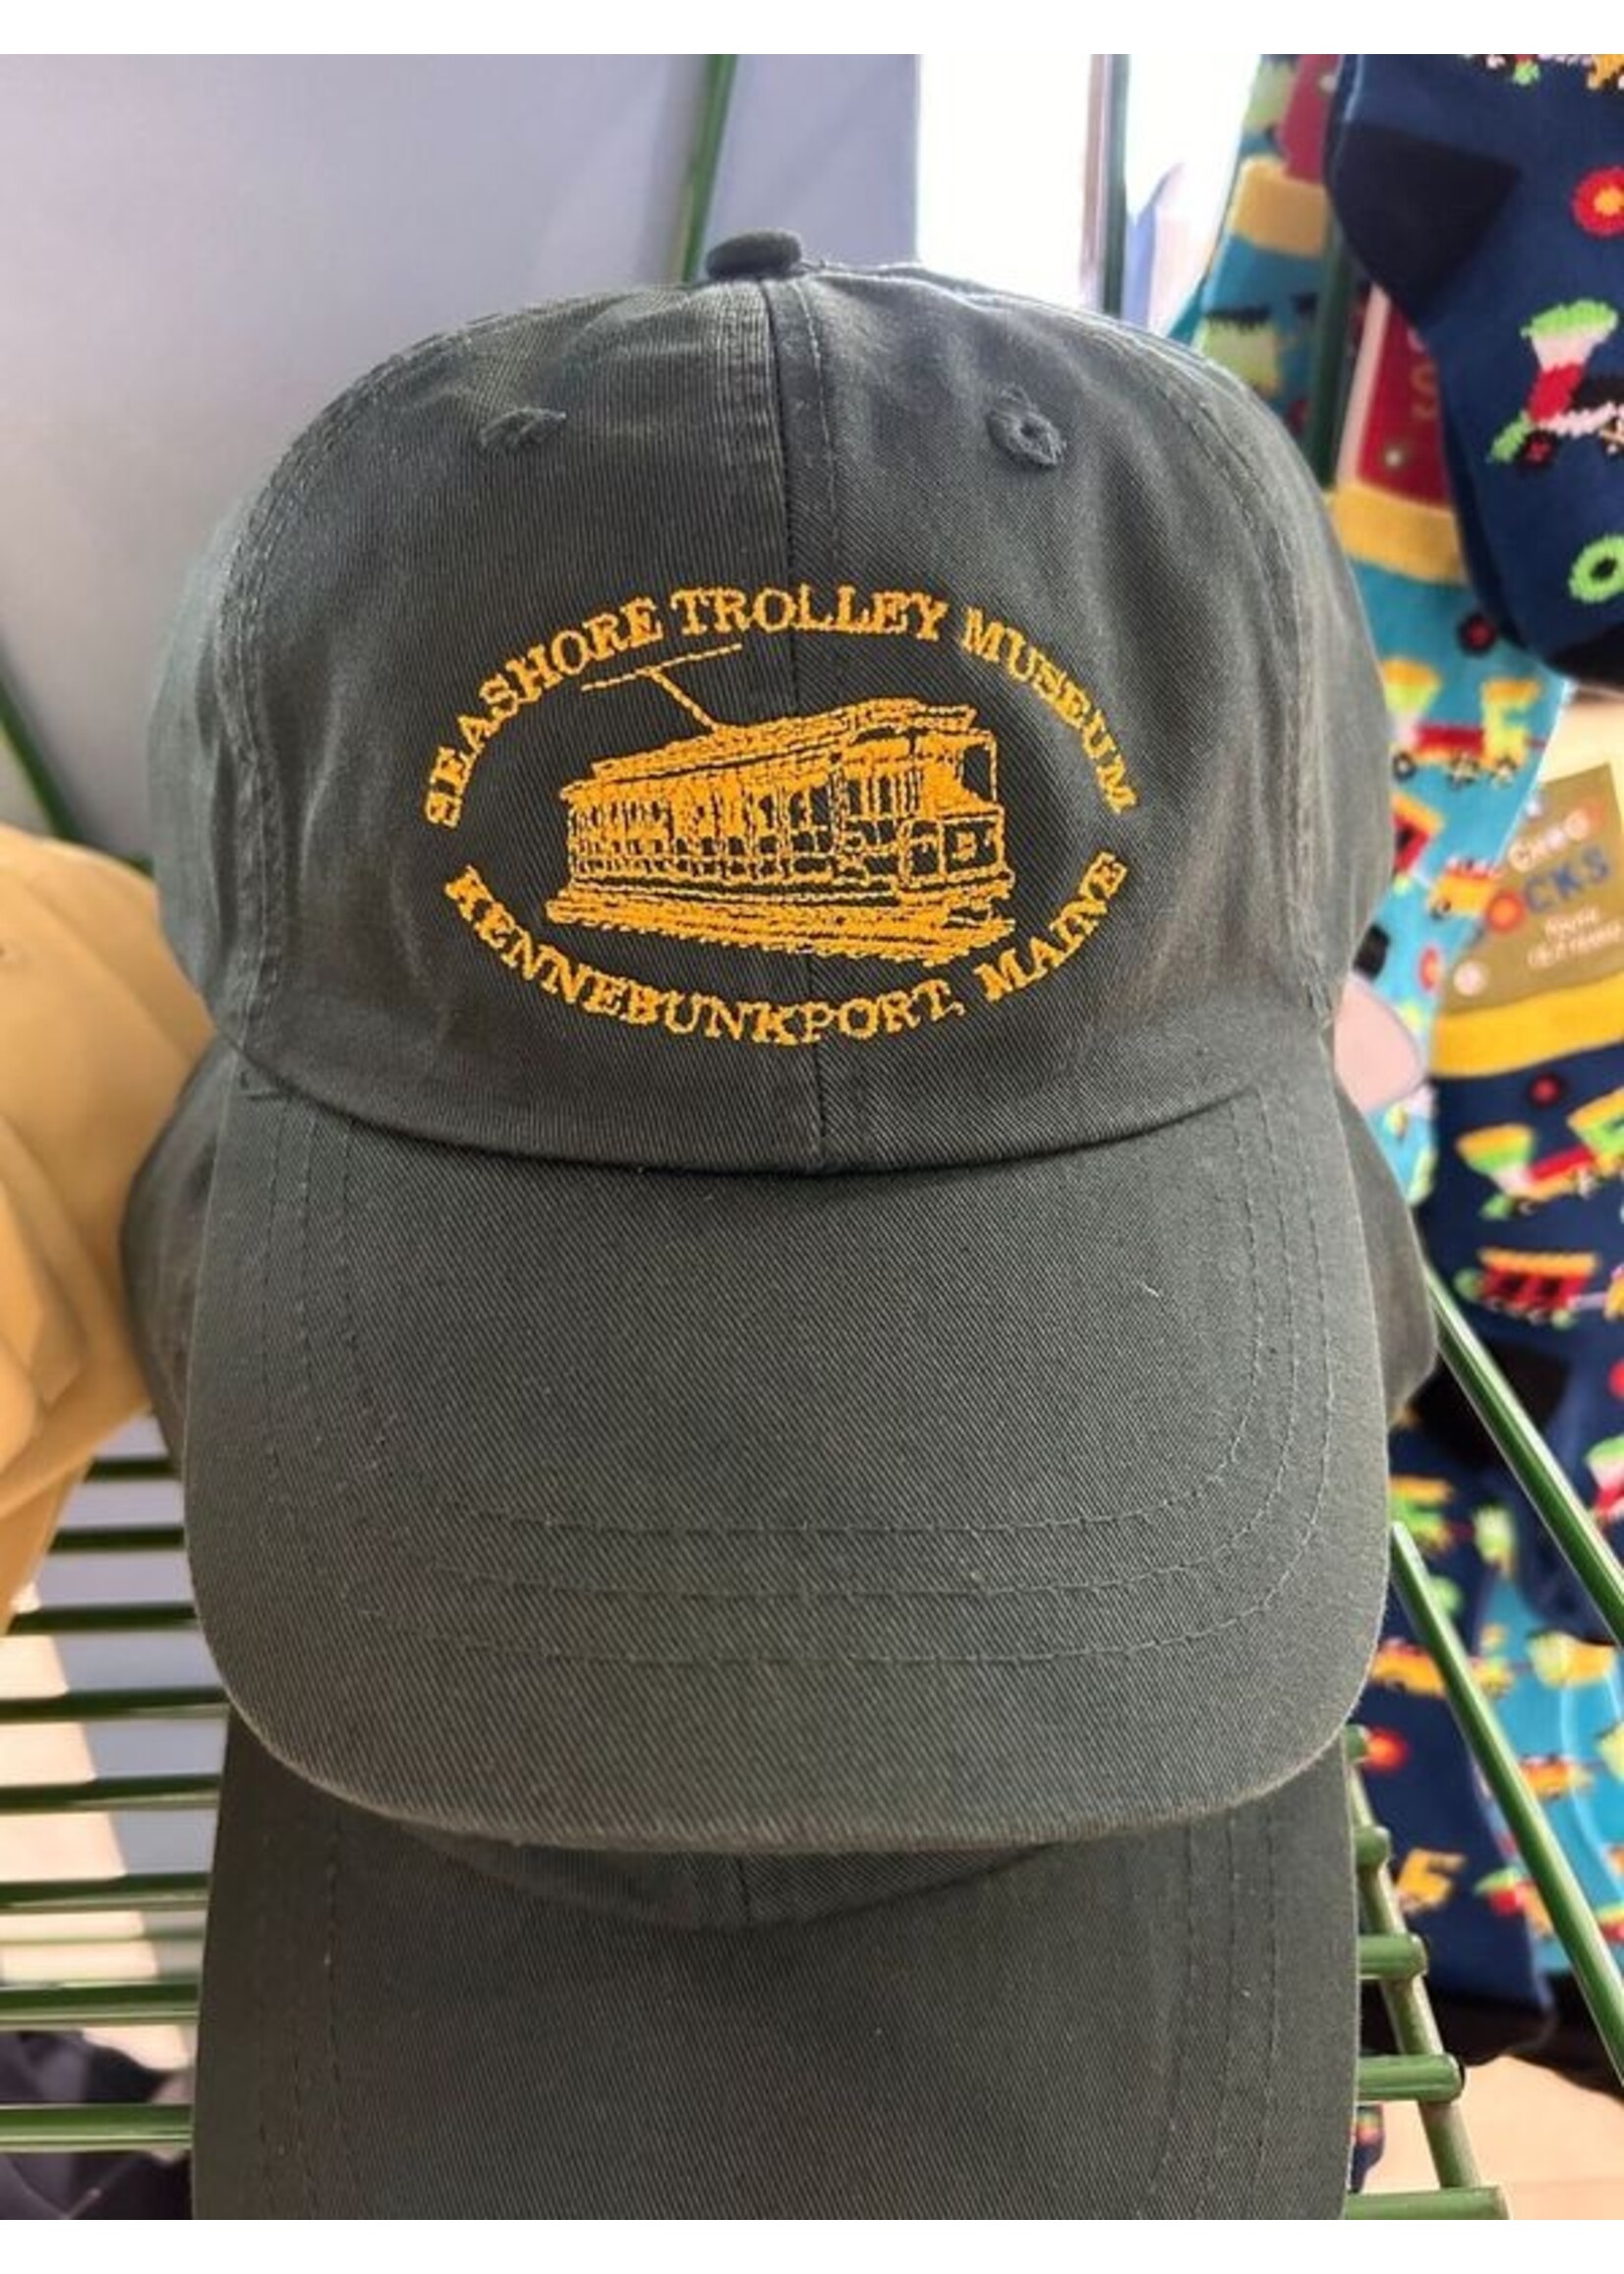 SEASHORE TROLLEY MUSEUM
KENNEBUNKPORT, MAINE